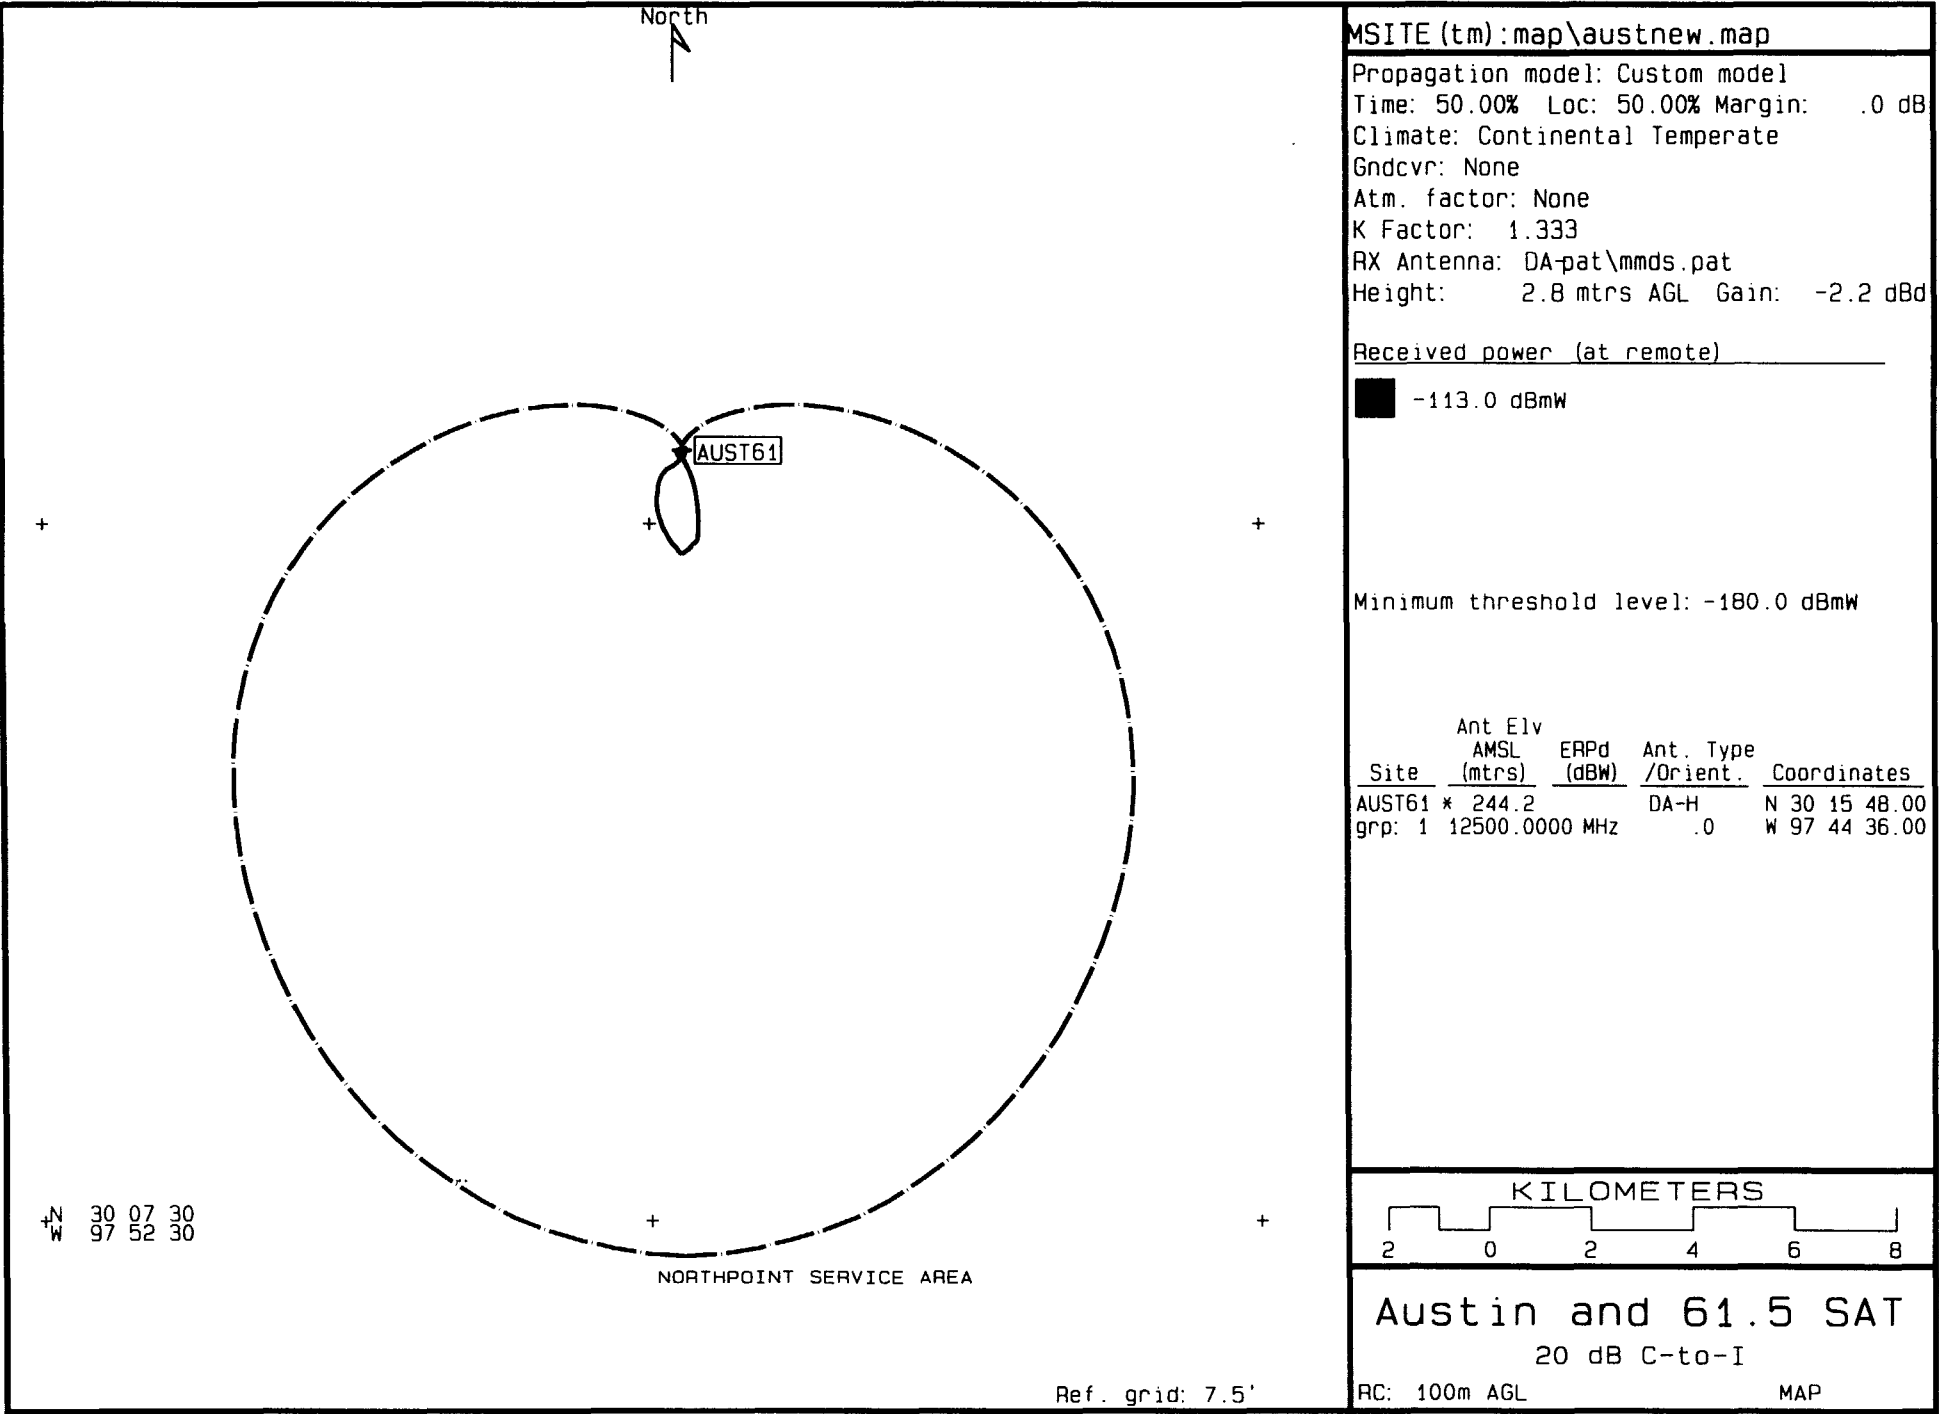 North
AUST61
N 30 07 30
W 97 52 30
NORTHPOINT SERVICE AREA
Ref. grid: 7.5'
MSITE(tm):map\austnew.map
Propagation model: Custom model
Time: 50.00% Loc: 50.00% Margin: .0 dB
Climate: Continental Temperate
Gndcvr: None
Atm. factor: None
K Factor: 1.333
RX Antenna: DA-pat\mmds.pat
Height: 2.8 mtrs AGL Gain: -2.2 dBd
Received power (at remote)
-113.0 dBmW
Minimum threshold level: -180.0 dBmW
Ant Elv
AMSL ERPd Ant. Type
Site (mtrs) (dBW) /Orient. Coordinates
AUST61 * 244.2 DA-H N 30 15 48.00
grp: 1 12500.0000 MHz .0 W 97 44 36.00
KILOMETERS
2 0 2 4 6 8
Austin and 61.5 SAT
20 dB C-to-I
RC: 100m AGL MAP